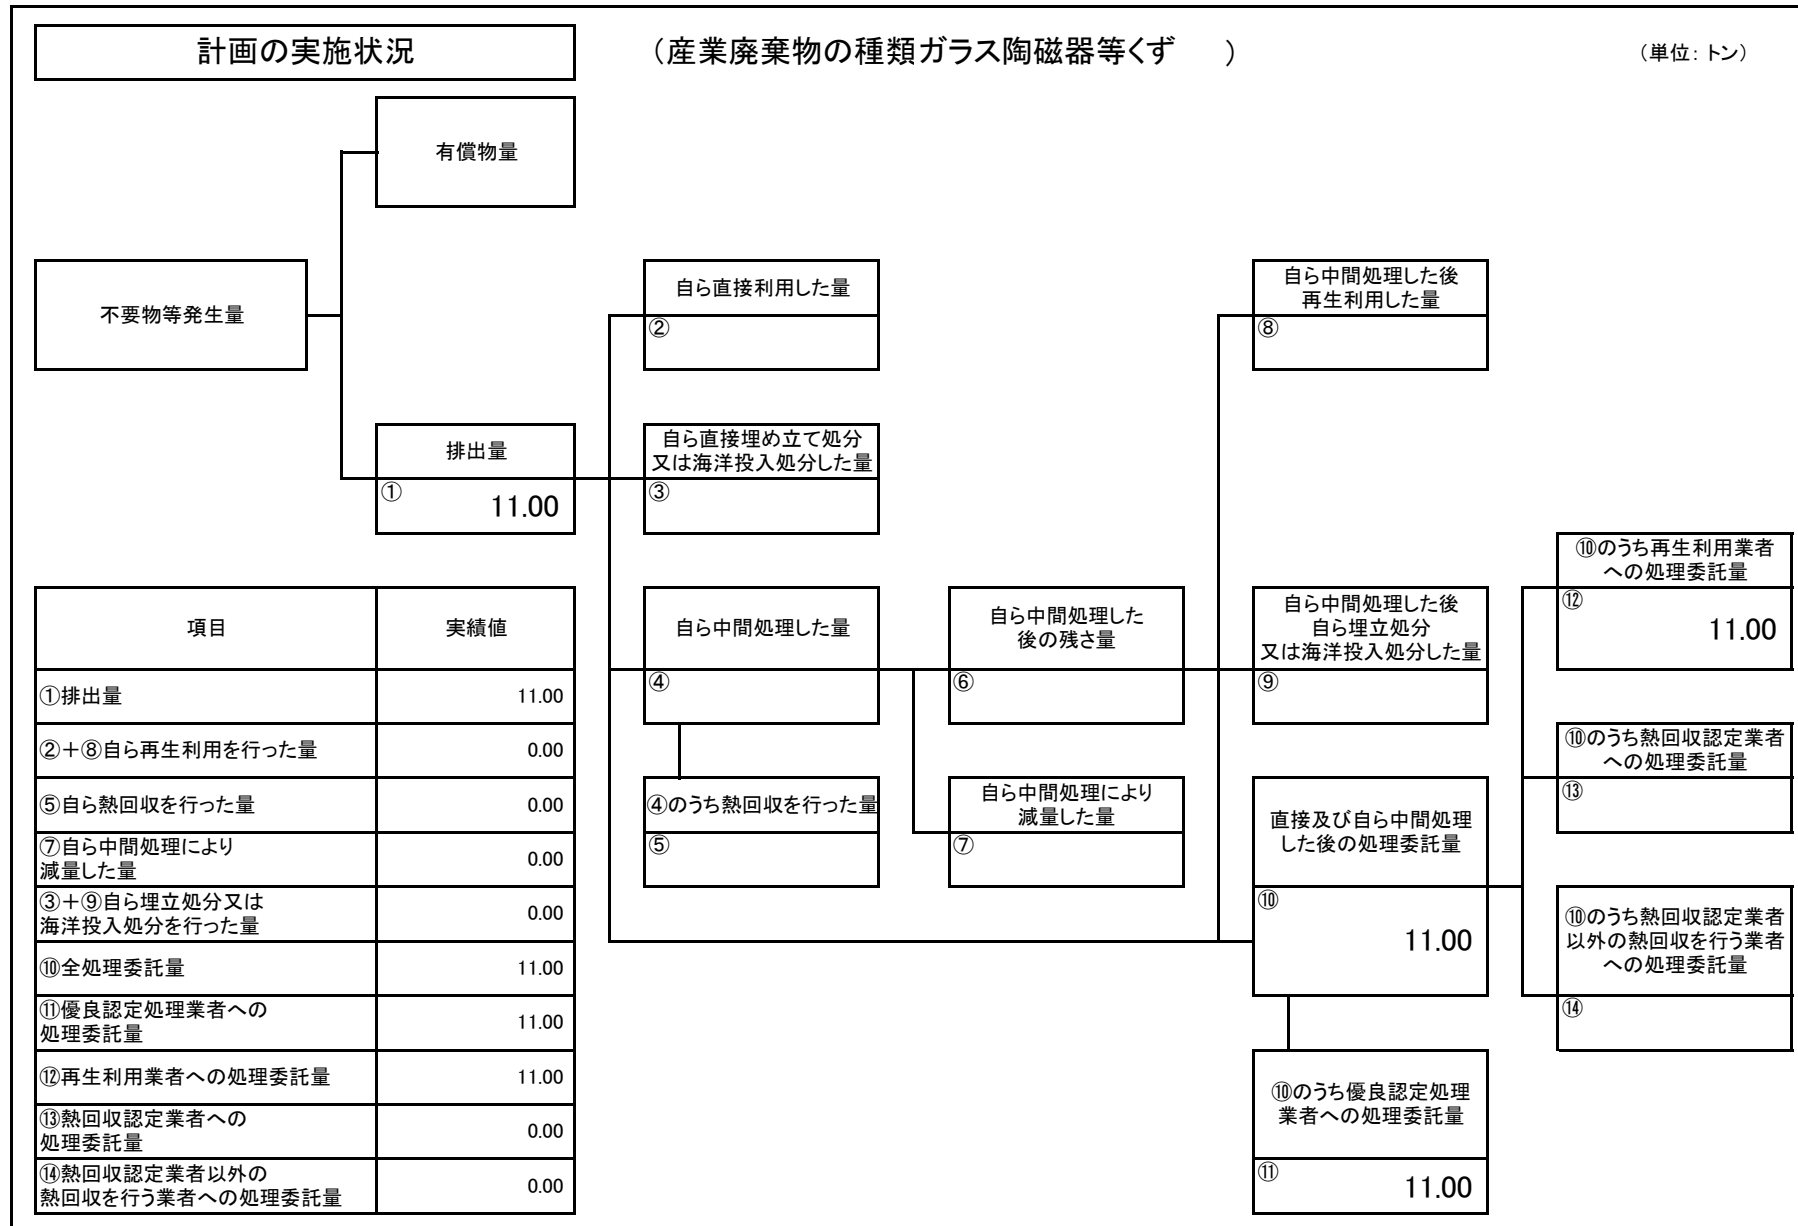 計画の実施状況
（産業廃棄物の種類ガラス陶磁器等くず　　）
（単位：トン）
有償物量
不要物等発生量
自ら直接利用した量
②
自ら中間処理した後
再生利用した量
⑧
排出量
①
11.00
自ら直接埋め立て処分
又は海洋投入処分した量
③
⑩のうち再生利用業者
への処理委託量
⑫
11.00
自ら中間処理した量
④
自ら中間処理した
後の残さ量
⑥
自ら中間処理した後
自ら埋立処分
又は海洋投入処分した量
⑨
⑩のうち熱回収認定業者
への処理委託量
⑬
④のうち熱回収を行った量
⑤
自ら中間処理により
減量した量
⑦
直接及び自ら中間処理
した後の処理委託量
⑩
11.00
⑩のうち熱回収認定業者
以外の熱回収を行う業者
への処理委託量
⑭
⑩のうち優良認定処理
業者への処理委託量
⑪
11.00
項目 実績値
①排出量 11.00
②＋⑧自ら再生利用を行った量 0.00
⑤自ら熱回収を行った量 0.00
⑦自ら中間処理により
減量した量 0.00
③＋⑨自ら埋立処分又は
海洋投入処分を行った量 0.00
⑩全処理委託量 11.00
⑪優良認定処理業者への
処理委託量 11.00
⑫再生利用業者への処理委託量 11.00
⑬熱回収認定業者への
処理委託量 0.00
⑭熱回収認定業者以外の
熱回収を行う業者への処理委託量 0.00